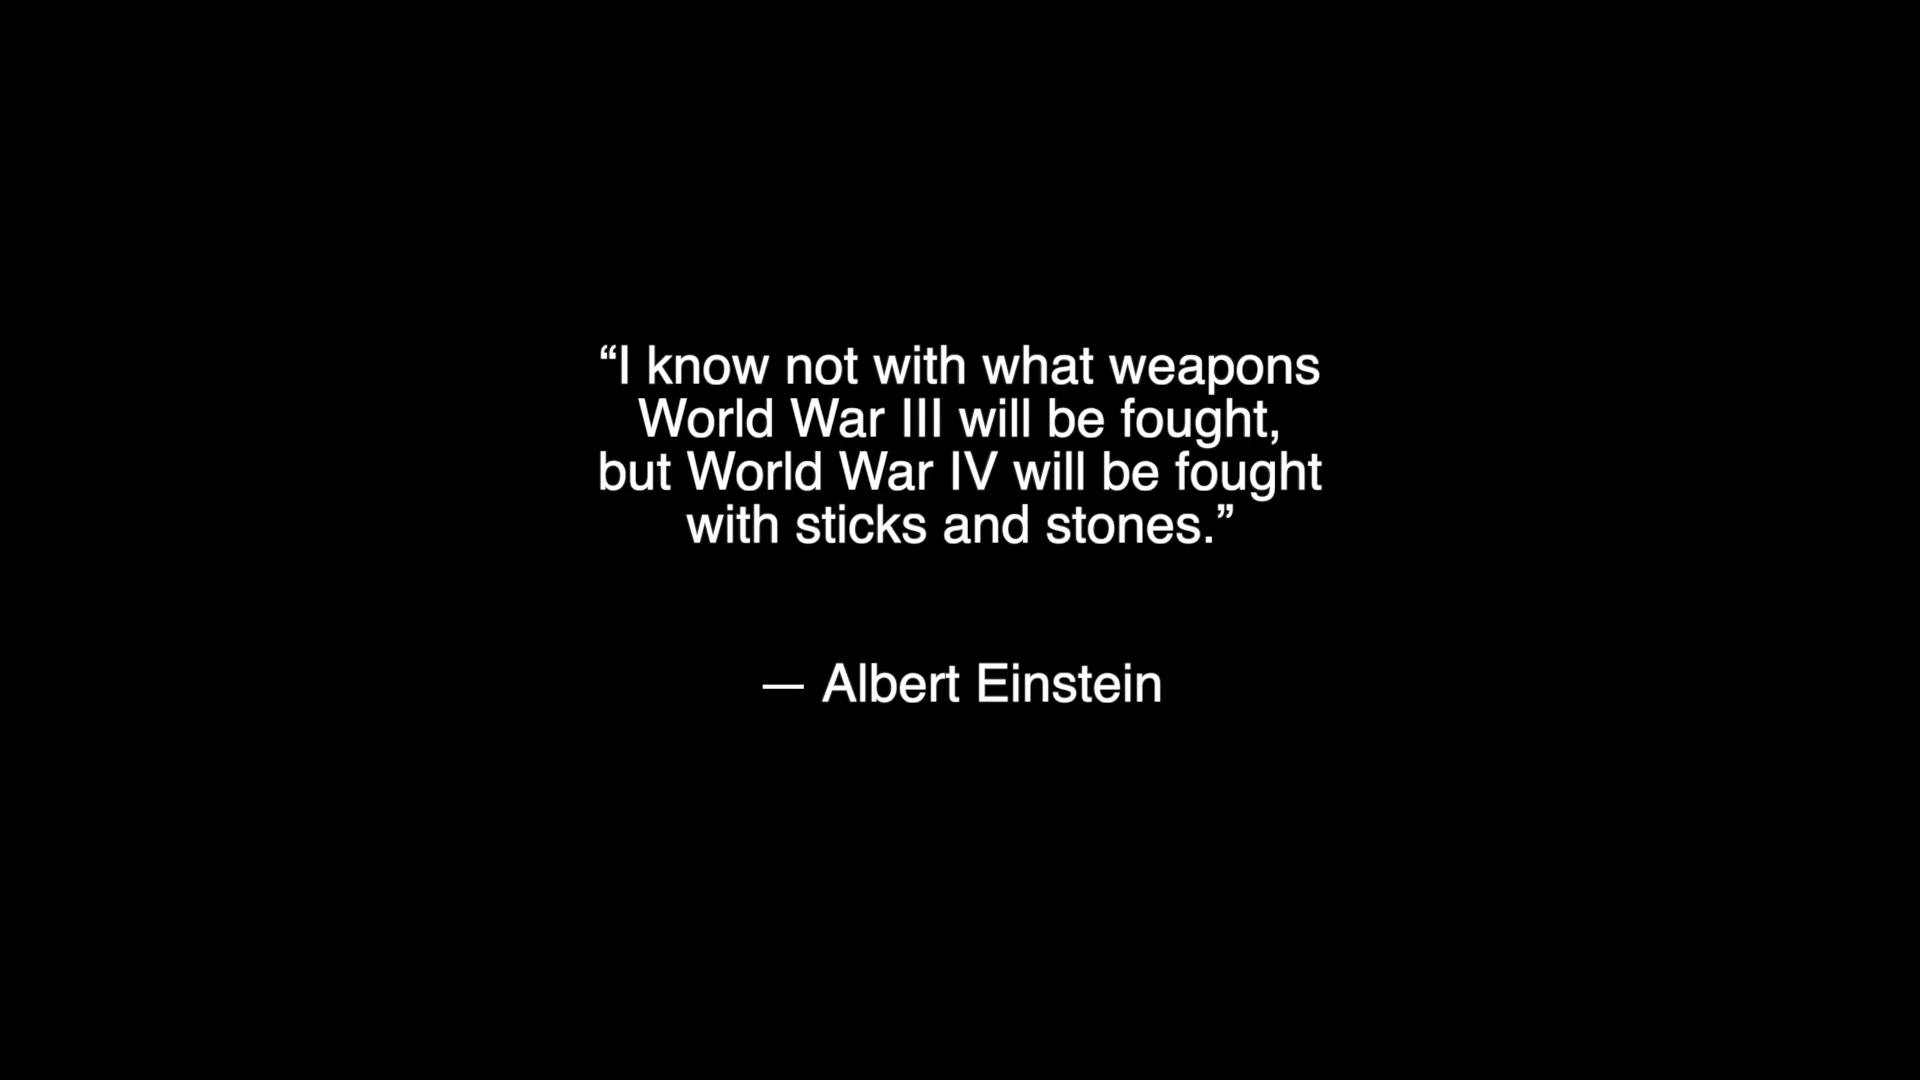 “I know not with what weapons
World War III will be fought,
but World War IV will be fought
with sticks and stones.”
— Albert Einstein